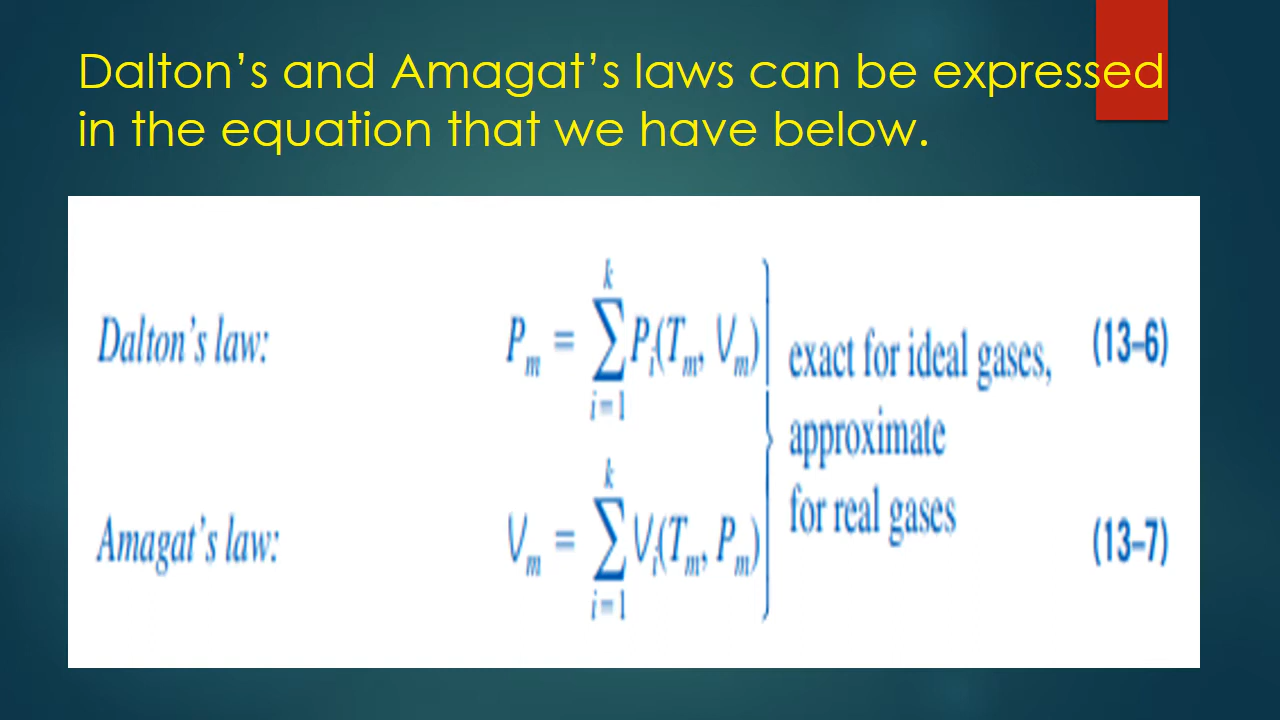 Dalton’s and Amagat’s laws can be expressed
in the equation that we have below.
Dalton's law: P_m = \sum_{i=1}^{k} P_i(T_m, V_m) (13–6)
exact for ideal gases,
approximate
for real gases
Amagat's law: V_m = \sum_{i=1}^{k} V_i(T_m, P_m) (13–7)